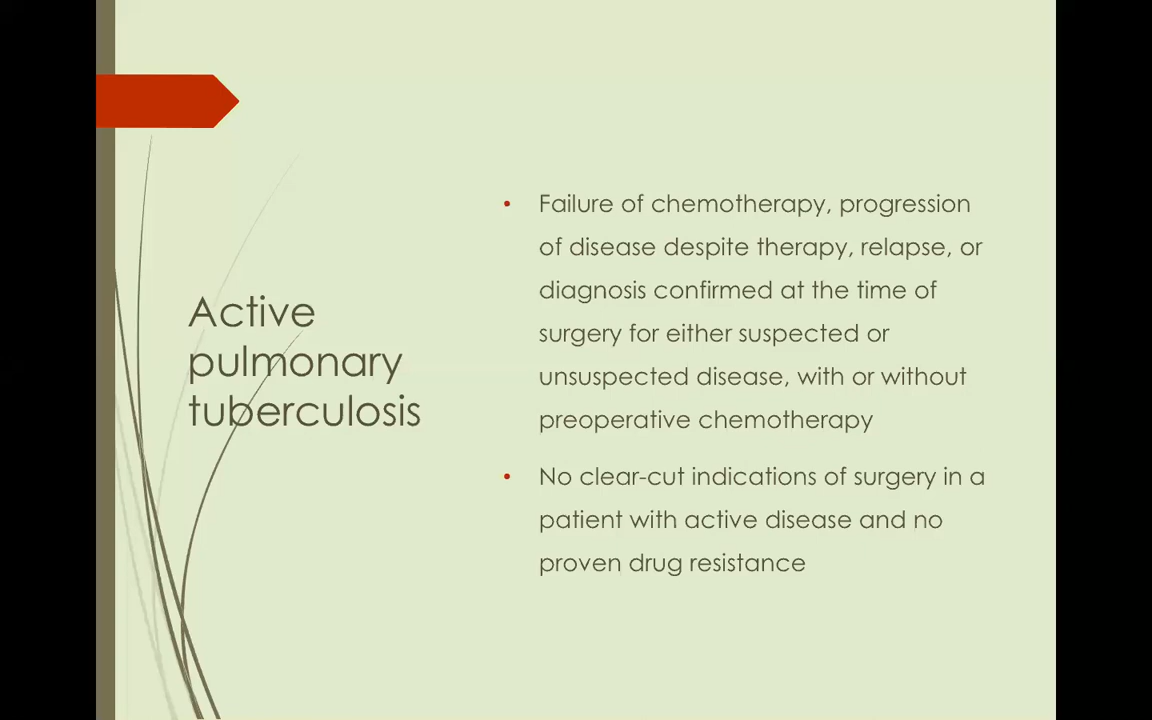 Active
pulmonary
tuberculosis
• Failure of chemotherapy, progression
of disease despite therapy, relapse, or
diagnosis confirmed at the time of
surgery for either suspected or
unsuspected disease, with or without
preoperative chemotherapy
• No clear-cut indications of surgery in a
patient with active disease and no
proven drug resistance